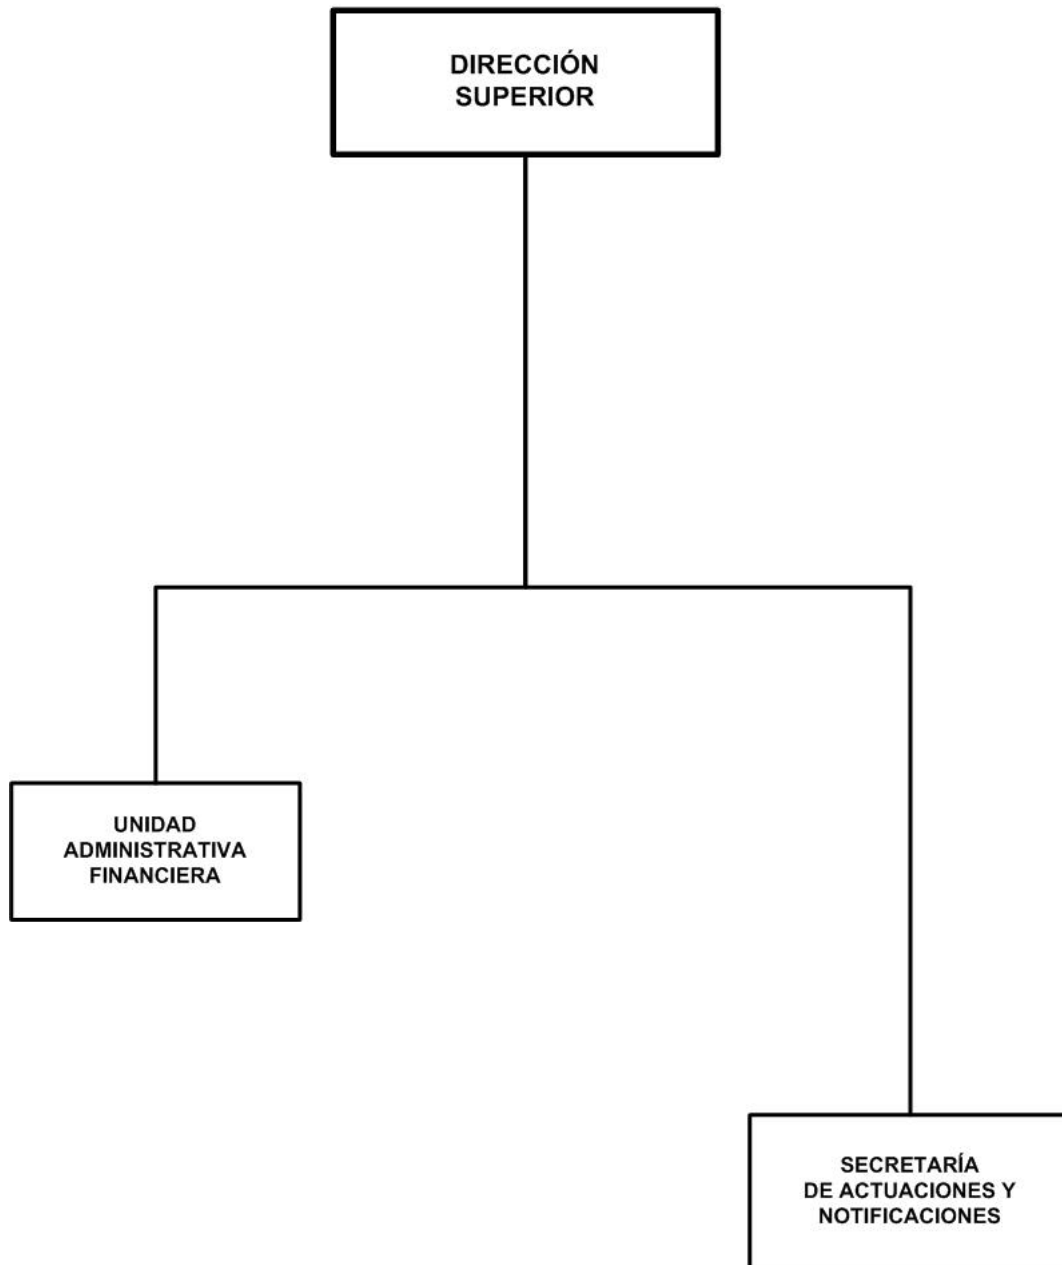 DIRECCIÓN
SUPERIOR
UNIDAD
ADMINISTRATIVA
FINANCIERA
SECRETARÍA
DE ACTUACIONES Y
NOTIFICACIONES